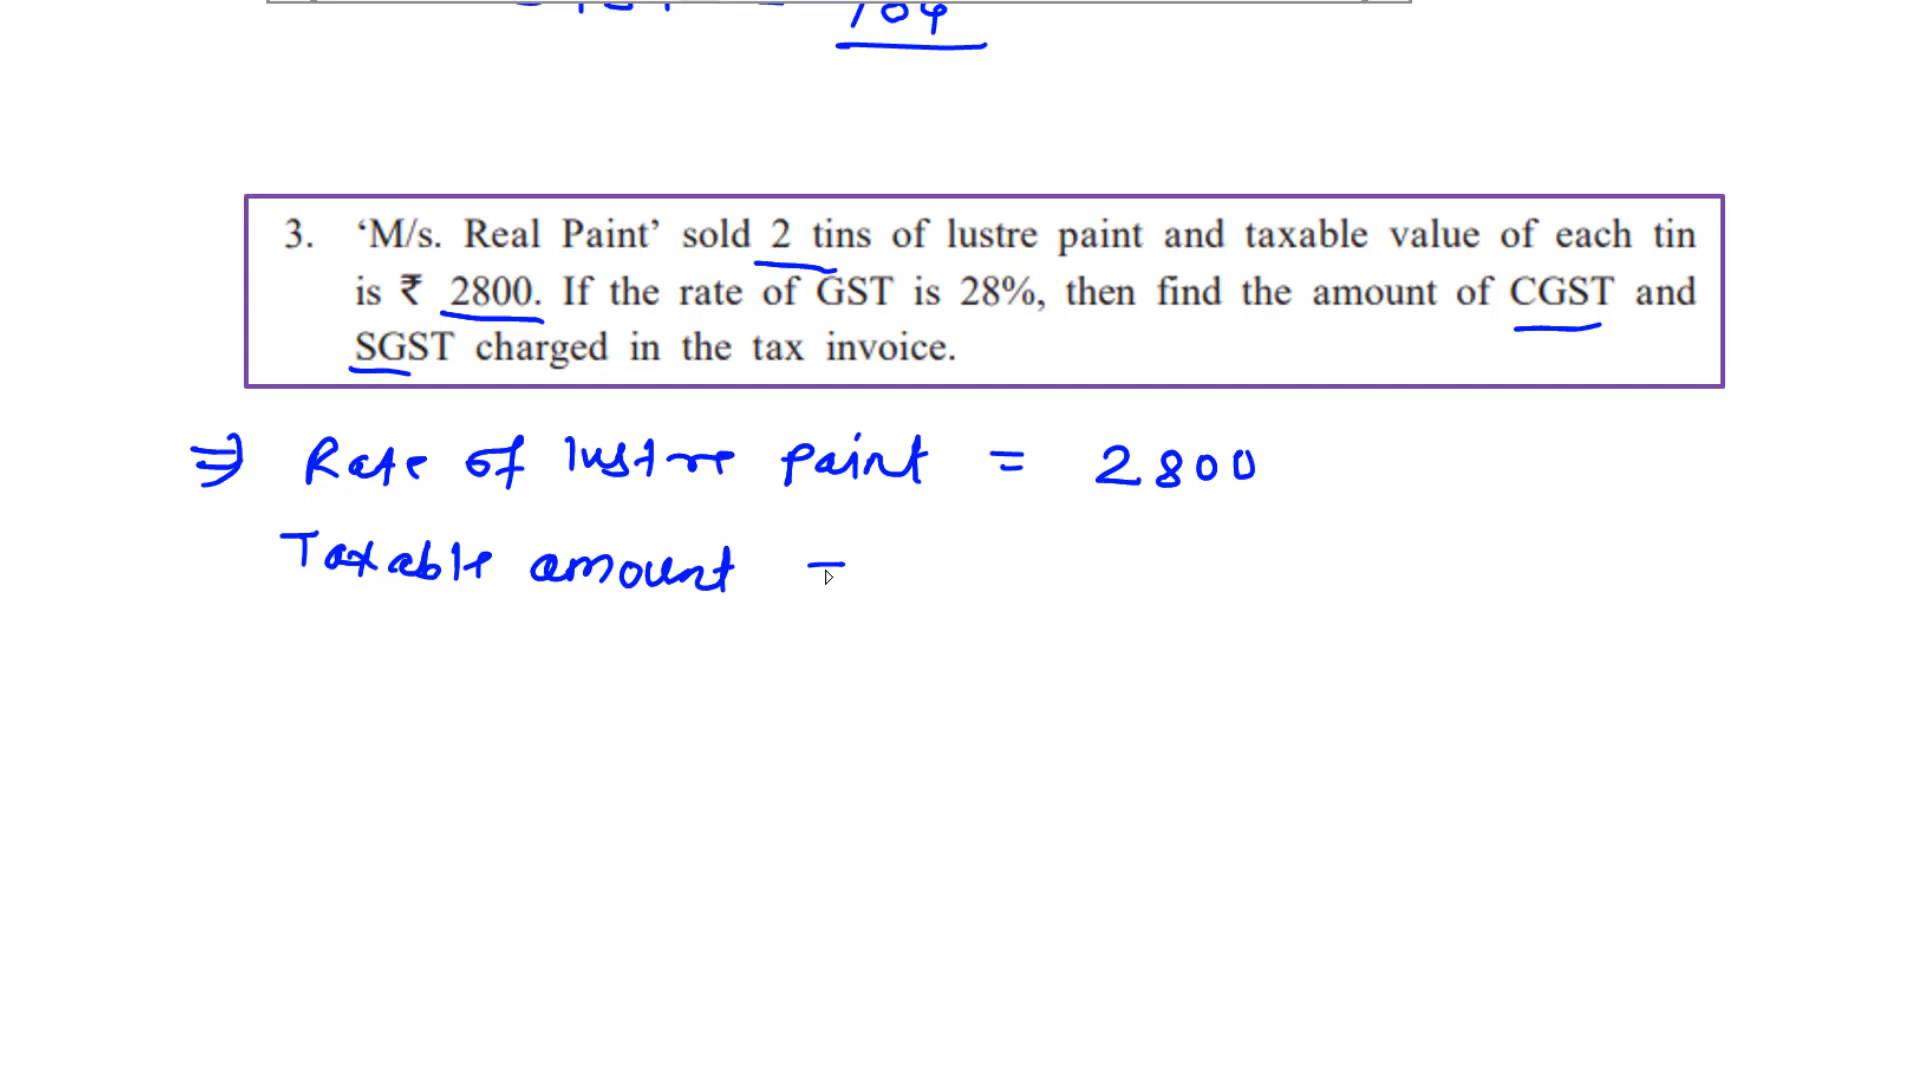 3. ‘M/s. Real Paint’ sold 2 tins of lustre paint and taxable value of each tin
is ₹ 2800. If the rate of GST is 28%, then find the amount of CGST and
SGST charged in the tax invoice.
⇒ Rate of lustre paint = 2800
Taxable amount -